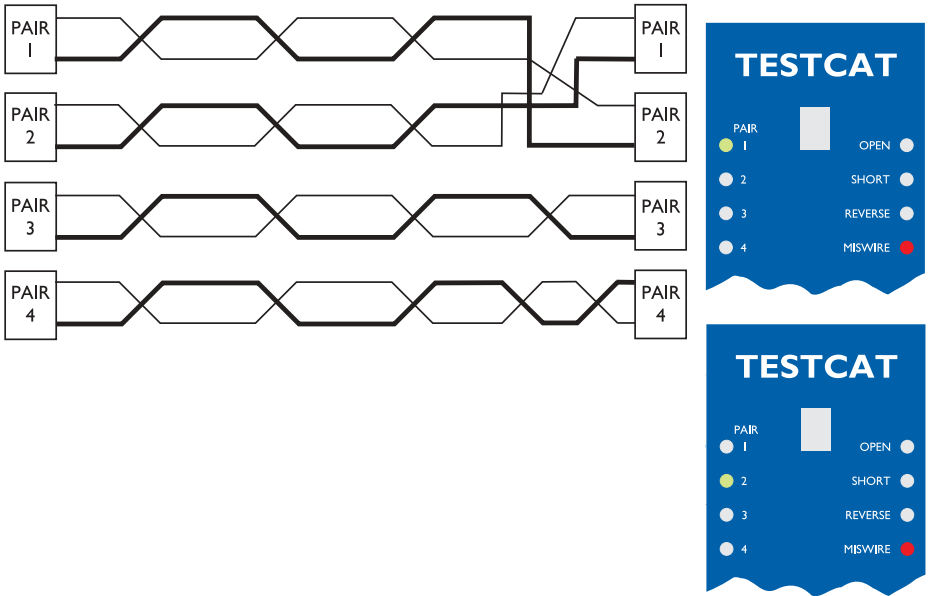 PAIR
1
PAIR
1
PAIR
2
PAIR
2
PAIR
3
PAIR
3
PAIR
4
PAIR
4
TESTCAT
PAIR
1 OPEN
2 SHORT
3 REVERSE
4 MISWIRE
TESTCAT
PAIR
1 OPEN
2 SHORT
3 REVERSE
4 MISWIRE